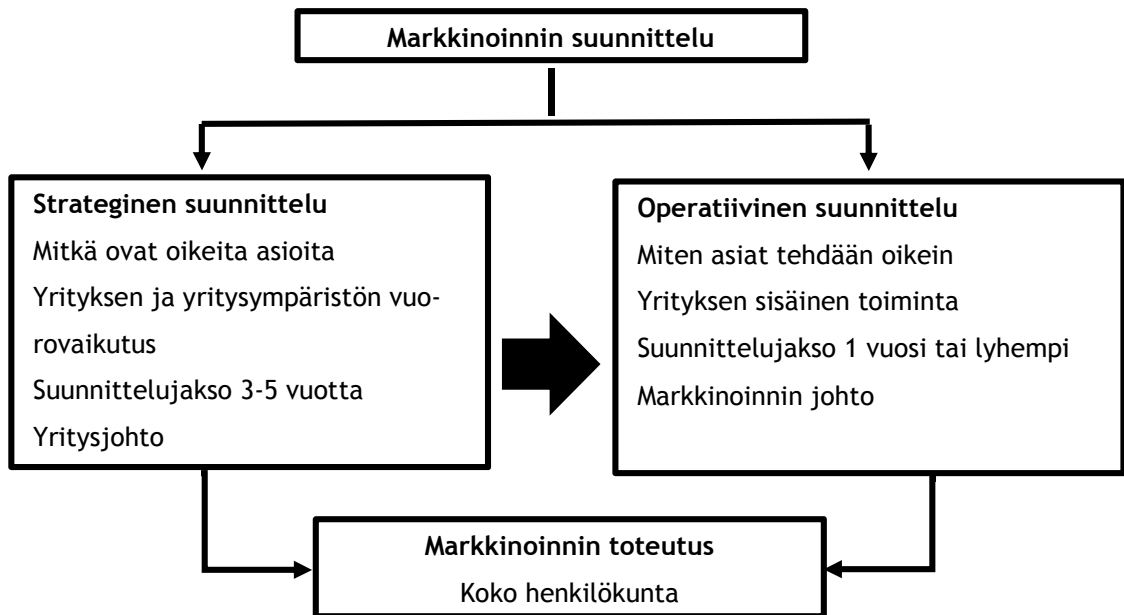 Markkinoinnin suunnittelu
Strateginen suunnittelu
Mitkä ovat oikeita asioita
Yrityksen ja yritysympäristön vuo-
rovaikutus
Suunnittelujakso 3-5 vuotta
Yritysjohto
Operatiivinen suunnittelu
Miten asiat tehdään oikein
Yrityksen sisäinen toiminta
Suunnittelujakso 1 vuosi tai lyhempi
Markkinoinnin johto
Markkinoinnin toteutus
Koko henkilökunta